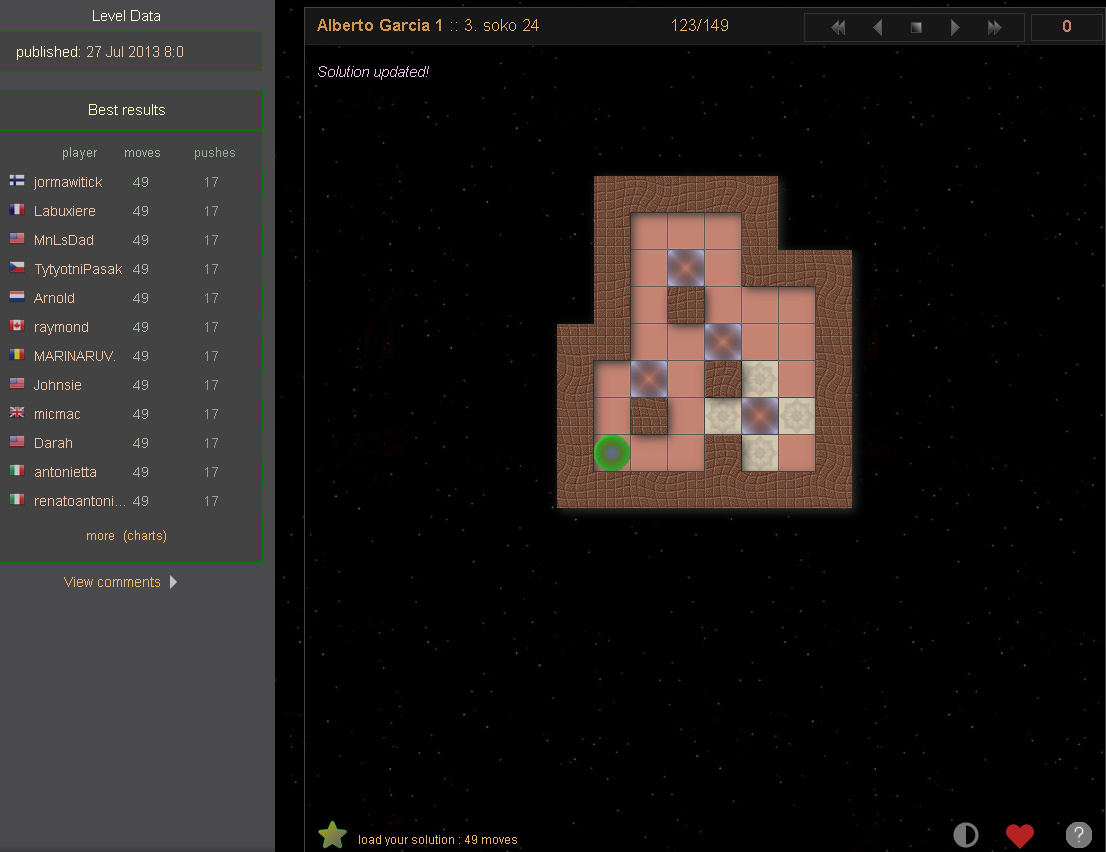 Level Data
published: 27 Jul 2013 8:0
Best results
player moves pushes
jormawitick 49 17
Labuxiere 49 17
MnLsDad 49 17
TytyotniPasak 49 17
Arnold 49 17
raymond 49 17
MARINARUV. 49 17
Johnsie 49 17
micmac 49 17
Darah 49 17
antonietta 49 17
renatoantoni... 49 17
more (charts)
View comments
Alberto Garcia 1 :: 3. soko 24 123/149 0
Solution updated!
load your solution : 49 moves
?